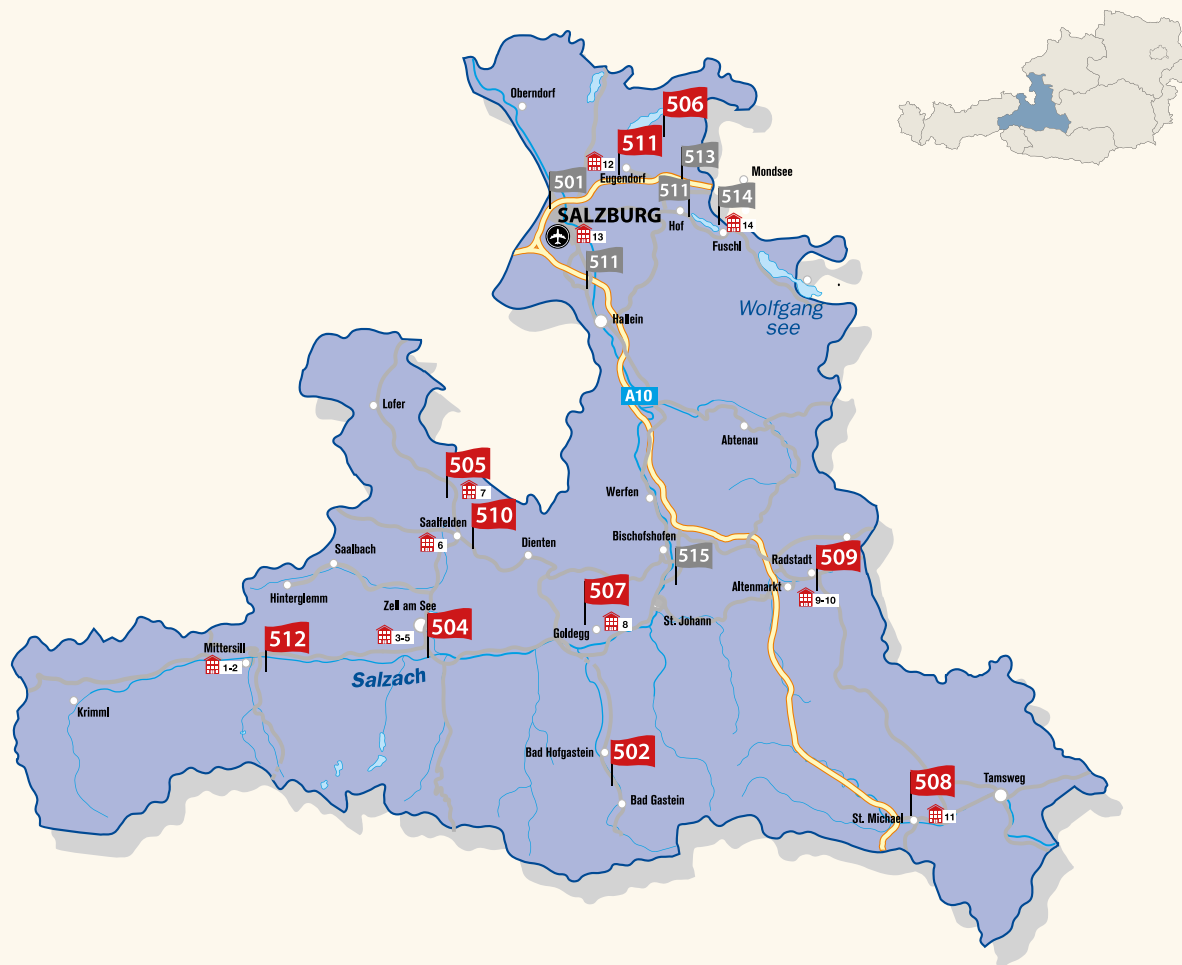 Oberndorf
506
511
12
Eugendorf
513
Mondsee
501
511
514
SALZBURG
Hof
14
13
Fuschl
511
Wolfgang
see
Hallein
A10
Lofer
Abtenau
505
7
Werfen
Saalfelden
510
6
Dienten
Bischofshofen
Saalbach
515
Radstadt
509
Hinterglemm
Altenmarkt
9-10
507
Zell am See
504
3-5
Goldegg
8
St. Johann
512
Mittersill
1-2
Salzach
Krimml
Bad Hofgastein
502
508
Tamsweg
Bad Gastein
St. Michael
11